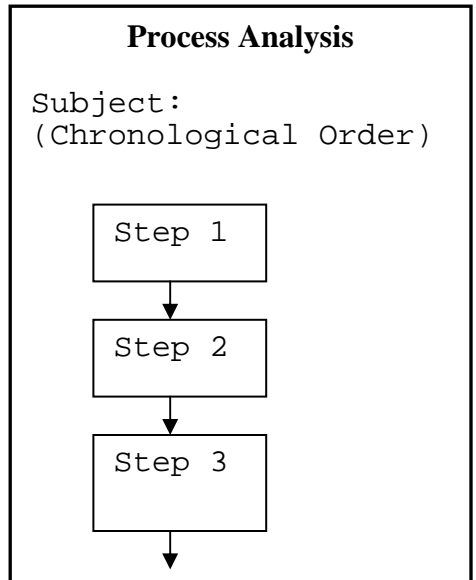 Process Analysis
Subject:
(Chronological Order)
Step 1
Step 2
Step 3